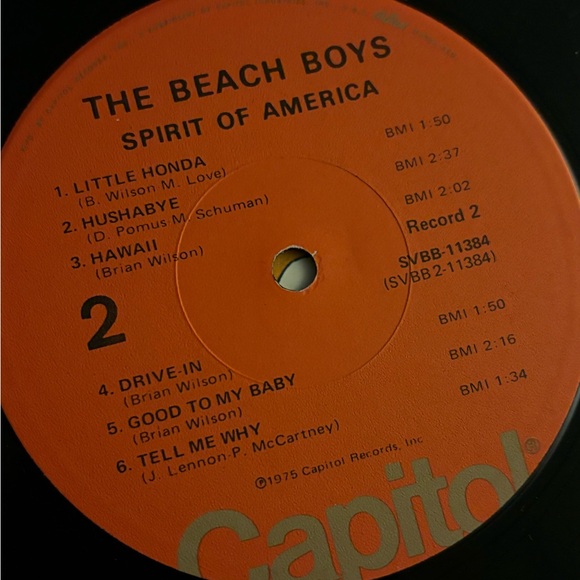 THE BEACH BOYS
SPIRIT OF AMERICA
1. LITTLE HONDA BMI 1:50
(B. Wilson M. Love)
2. HUSHABYE BMI 2:37
(D. Pomus M. Schuman)
3. HAWAII BMI 2:02
(Brian Wilson)
Record 2
SVBB-11384
(SVBB 2-11384)
2
4. DRIVE-IN BMI 1:50
(Brian Wilson)
5. GOOD TO MY BABY BMI 2:16
(Brian Wilson)
6. TELL ME WHY BMI 1:34
(J. Lennon-P. McCartney)
℗1975 Capitol Records, Inc
Capitol®